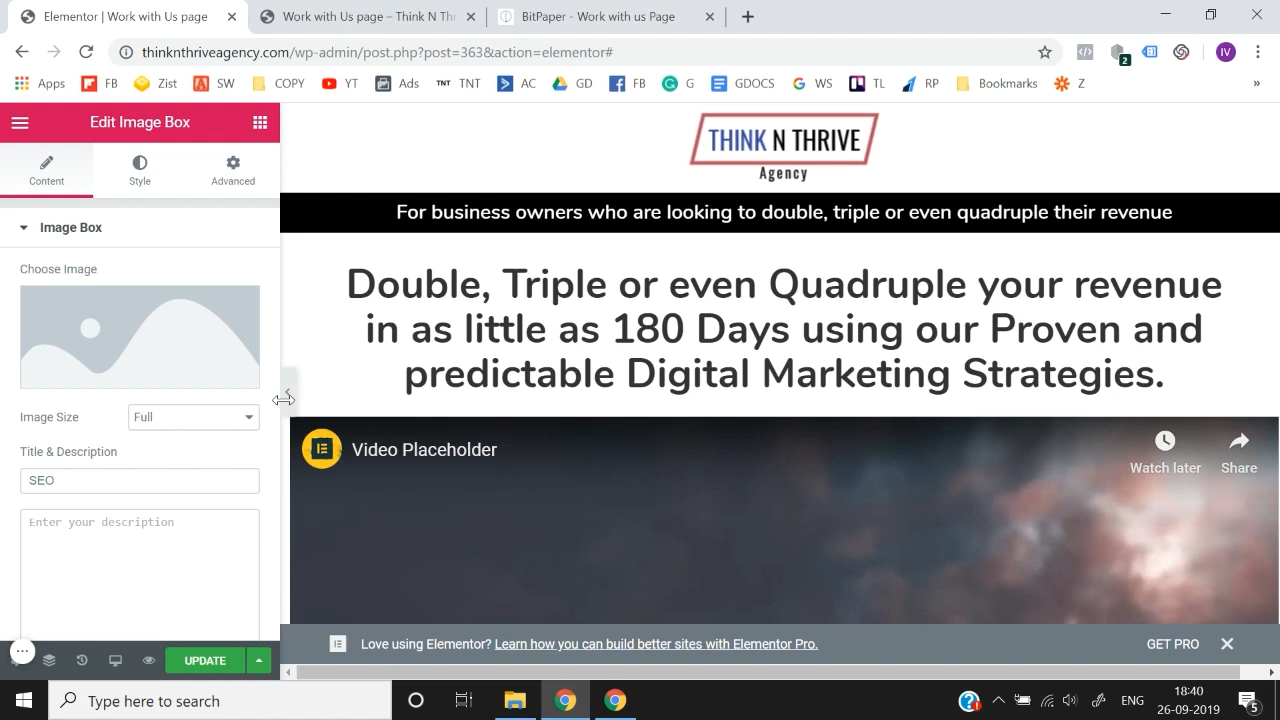 Elementor | Work with Us page
Work with Us page – Think N Thr
BitPaper - Work with us Page
thinknthriveagency.com/wp-admin/post.php?post=363&action=elementor#
2
IV
Apps
FB
Zist
SW
COPY
YT
Ads
TNT TNT
AC
GD
FB
G
GDOCS
WS
TL
RP
Bookmarks
Z
»
Edit Image Box
Content
Style
Advanced
Image Box
Choose Image
Image Size
Full
Title & Description
SEO
Enter your description
UPDATE
THINK N THRIVE
Agency
For business owners who are looking to double, triple or even quadruple their revenue
Double, Triple or even Quadruple your revenue
in as little as 180 Days using our Proven and
predictable Digital Marketing Strategies.
Video Placeholder
Watch later
Share
Love using Elementor? Learn how you can build better sites with Elementor Pro.
GET PRO
Type here to search
ENG
18:40
26-09-2019
5